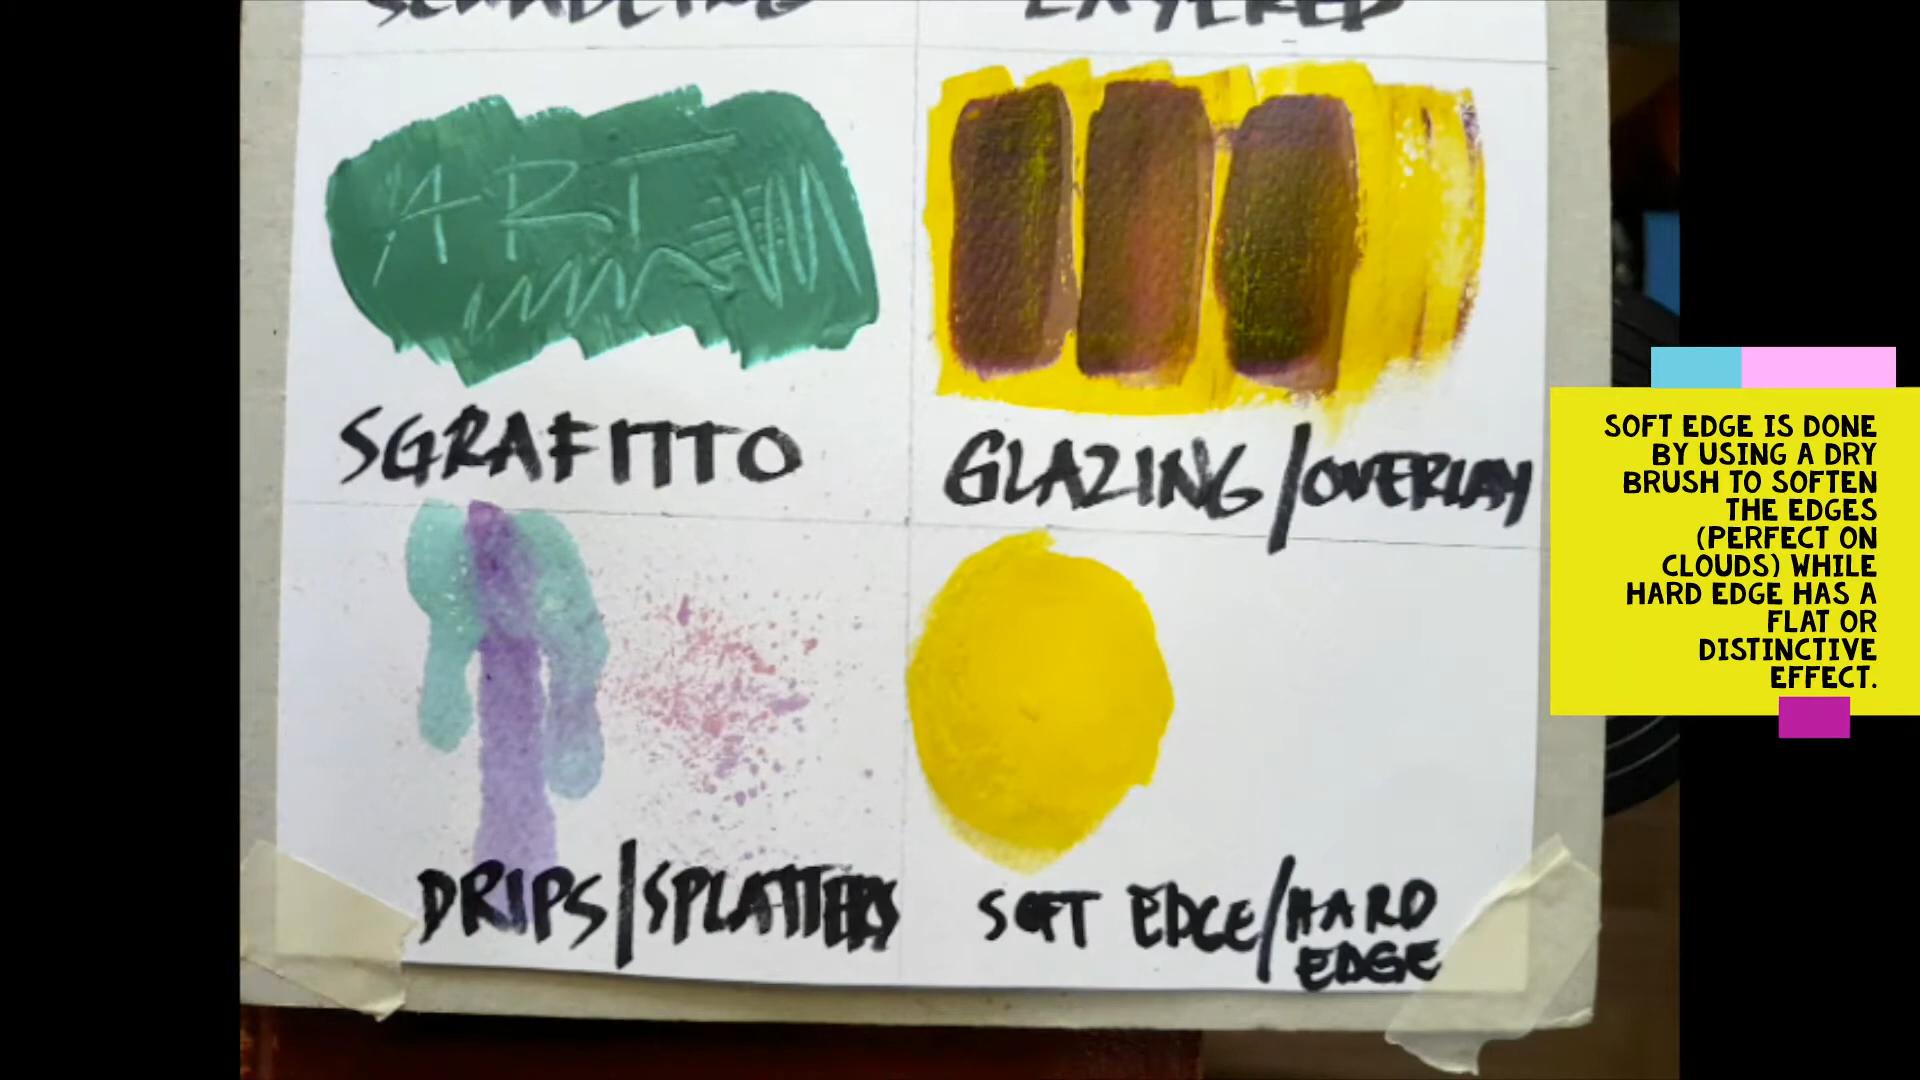 LAYERED
SGRAFITTO
GLAZING/OVERLAY
DRIPS/SPLATTERS
SOFT EDGE/HARD
EDGE
SOFT EDGE IS DONE
BY USING A DRY
BRUSH TO SOFTEN
THE EDGES
(PERFECT ON
CLOUDS) WHILE
HARD EDGE HAS A
FLAT OR
DISTINCTIVE
EFFECT.
ART